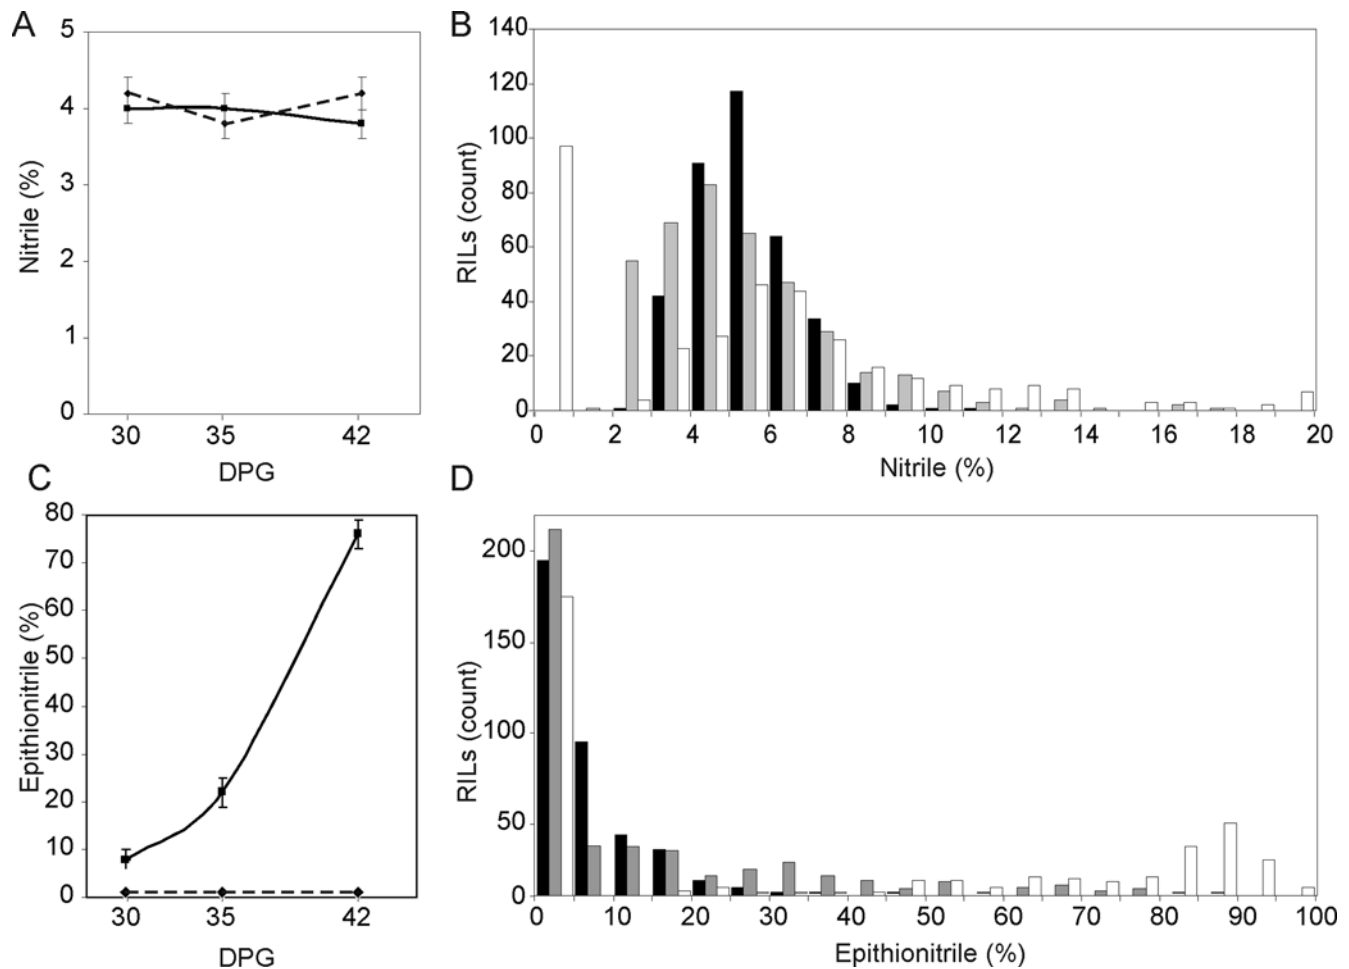 A
5
4
3
2
1
0
Nitrile (%)
30 35 42
DPG
B
140
120
100
80
60
40
20
0
RILs (count)
0 2 4 6 8 10 12 14 16 18 20
Nitrile (%)
C
80
70
60
50
40
30
20
10
0
Epithionitrile (%)
30 35 42
DPG
D
200
150
100
50
0
RILs (count)
0 10 20 30 40 50 60 70 80 90 100
Epithionitrile (%)